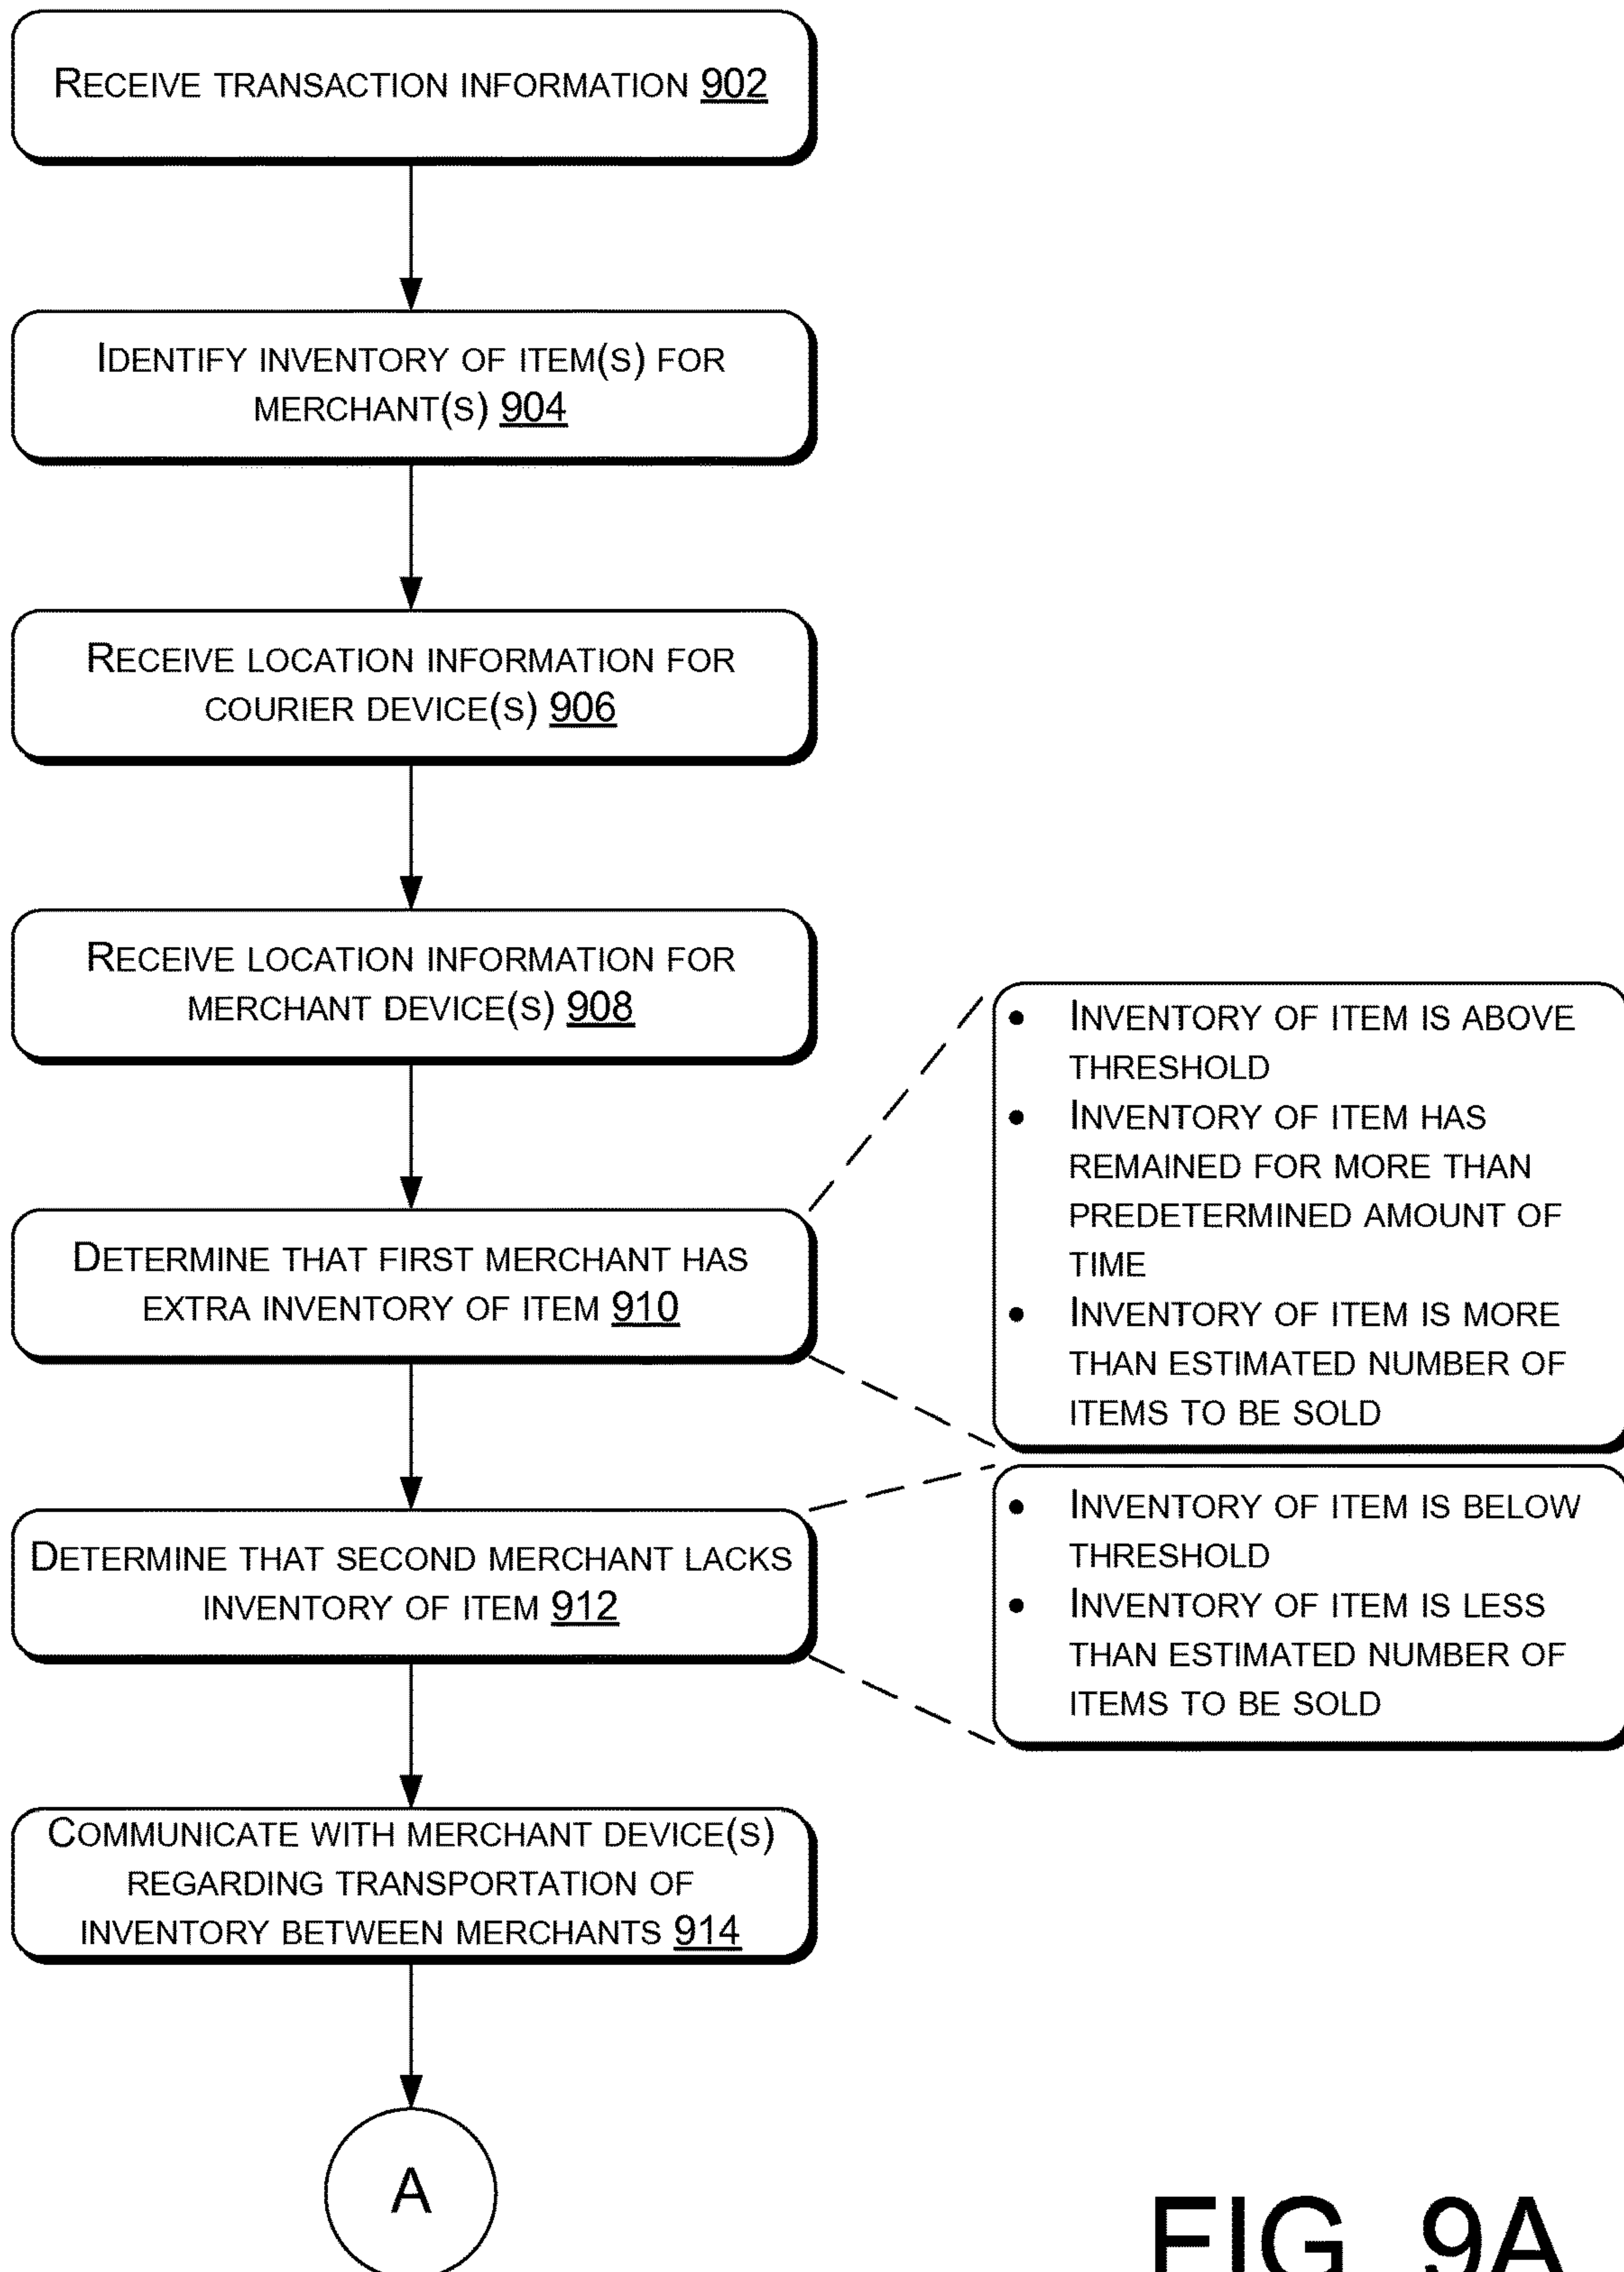 RECEIVE TRANSACTION INFORMATION 902
IDENTIFY INVENTORY OF ITEM(S) FOR
MERCHANT(S) 904
RECEIVE LOCATION INFORMATION FOR
COURIER DEVICE(S) 906
RECEIVE LOCATION INFORMATION FOR
MERCHANT DEVICE(S) 908
DETERMINE THAT FIRST MERCHANT HAS
EXTRA INVENTORY OF ITEM 910
• INVENTORY OF ITEM IS ABOVE
THRESHOLD
• INVENTORY OF ITEM HAS
REMAINED FOR MORE THAN
PREDETERMINED AMOUNT OF
TIME
• INVENTORY OF ITEM IS MORE
THAN ESTIMATED NUMBER OF
ITEMS TO BE SOLD
DETERMINE THAT SECOND MERCHANT LACKS
INVENTORY OF ITEM 912
• INVENTORY OF ITEM IS BELOW
THRESHOLD
• INVENTORY OF ITEM IS LESS
THAN ESTIMATED NUMBER OF
ITEMS TO BE SOLD
COMMUNICATE WITH MERCHANT DEVICE(S)
REGARDING TRANSPORTATION OF
INVENTORY BETWEEN MERCHANTS 914
A
FIG. 9A